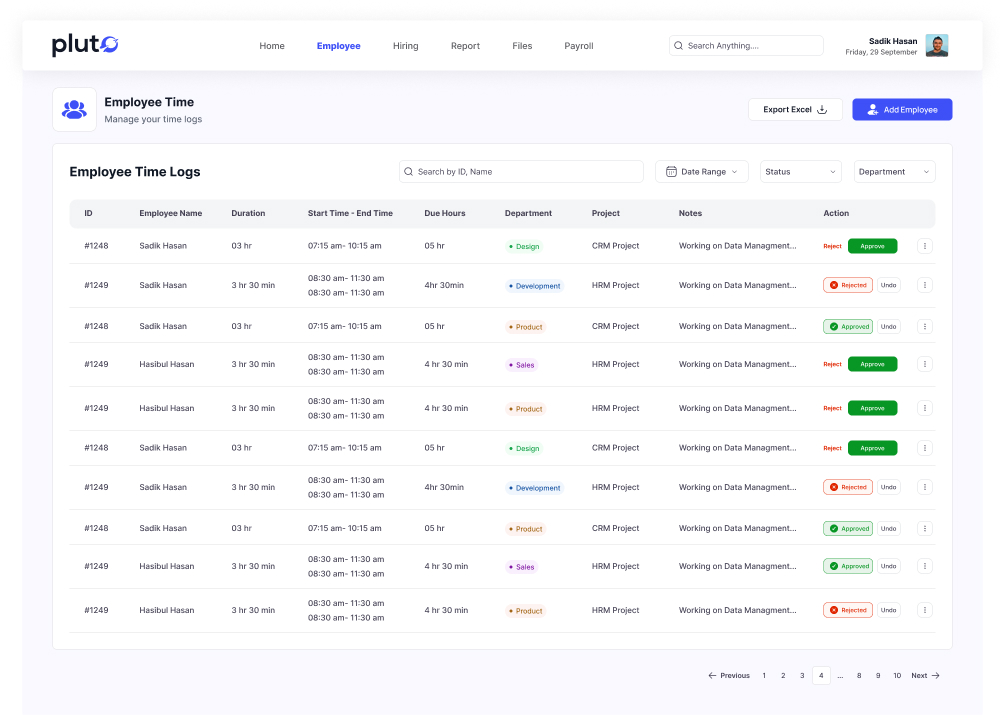 pluto
Home Employee Hiring Report Files Payroll
Search Anything....
Sadik Hasan
Friday, 29 September
Employee Time
Manage your time logs
Export Excel
Add Employee
Employee Time Logs
Search by ID, Name
Date Range
Status
Department
ID Employee Name Duration Start Time - End Time Due Hours Department Project Notes Action
#1248 Sadik Hasan 03 hr 07:15 am- 10:15 am 05 hr Design CRM Project Working on Data Managment... Reject Approve
#1249 Sadik Hasan 3 hr 30 min 08:30 am- 11:30 am 4hr 30min Development HRM Project Working on Data Managment... Rejected Undo
08:30 am- 11:30 am
#1248 Sadik Hasan 03 hr 07:15 am- 10:15 am 05 hr Product CRM Project Working on Data Managment... Approved Undo
#1249 Hasibul Hasan 3 hr 30 min 08:30 am- 11:30 am 4 hr 30 min Sales HRM Project Working on Data Managment... Reject Approve
08:30 am- 11:30 am
#1249 Hasibul Hasan 3 hr 30 min 08:30 am- 11:30 am 4 hr 30 min Product HRM Project Working on Data Managment... Reject Approve
08:30 am- 11:30 am
#1248 Sadik Hasan 03 hr 07:15 am- 10:15 am 05 hr Design CRM Project Working on Data Managment... Reject Approve
#1249 Sadik Hasan 3 hr 30 min 08:30 am- 11:30 am 4hr 30min Development HRM Project Working on Data Managment... Rejected Undo
08:30 am- 11:30 am
#1248 Sadik Hasan 03 hr 07:15 am- 10:15 am 05 hr Product CRM Project Working on Data Managment... Approved Undo
#1249 Hasibul Hasan 3 hr 30 min 08:30 am- 11:30 am 4 hr 30 min Sales HRM Project Working on Data Managment... Approved Undo
08:30 am- 11:30 am
#1249 Hasibul Hasan 3 hr 30 min 08:30 am- 11:30 am 4 hr 30 min Product HRM Project Working on Data Managment... Rejected Undo
08:30 am- 11:30 am
Previous 1 2 3 4 ... 8 9 10 Next